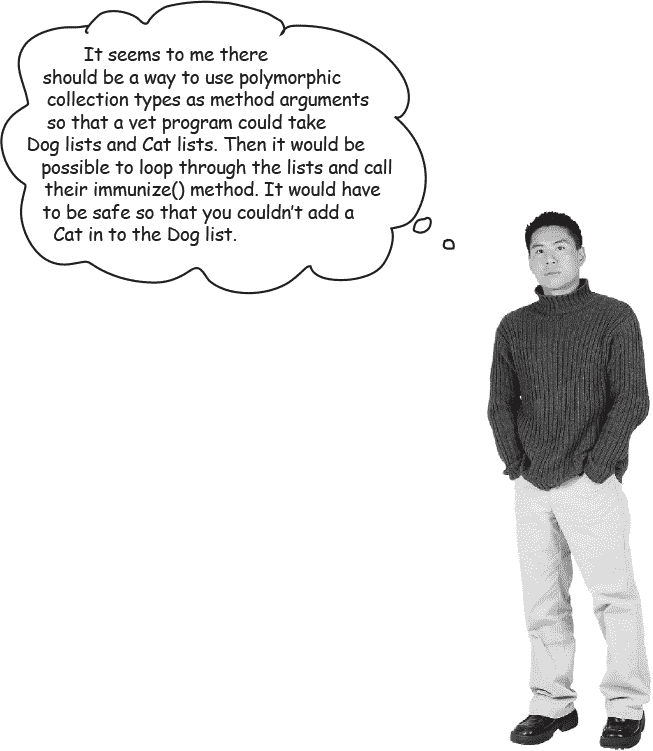 It seems to me there
should be a way to use polymorphic
collection types as method arguments
so that a vet program could take
Dog lists and Cat lists. Then it would be
possible to loop through the lists and call
their immunize() method. It would have
to be safe so that you couldn’t add a
Cat in to the Dog list.